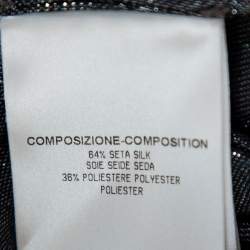 COMPOSIZIONE-COMPOSITION
64% SETA SILK
SOIE SEIDE SEDA
36% POLIESTERE POLYESTER
POLIESTER